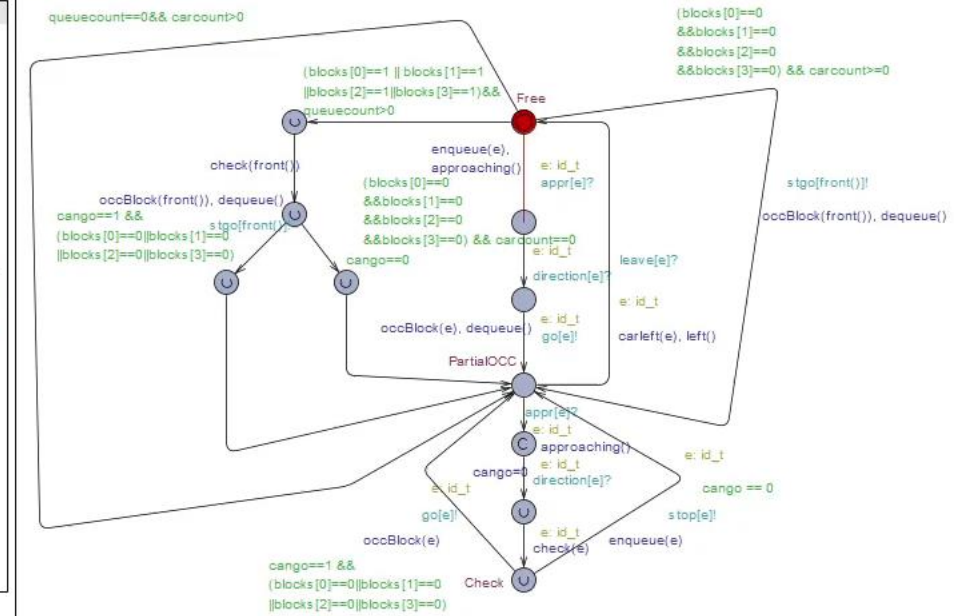 queuecount==0&& carcount>0
(blocks[0]==0
&&blocks[1]==0
&&blocks[2]==0
&&blocks[3]==0) && carcount>=0
(blocks[0]==1 || blocks[1]==1
||blocks[2]==1||blocks[3]==1)&&
queuecount>0
Free
U
enqueue(e),
approaching()
e: id_t
appr[e]?
check(front())
(blocks[0]==0
&&blocks[1]==0
&&blocks[2]==0
&&blocks[3]==0) && carcount==0
stgo[front()]!
occBlock(front()), dequeue()
occBlock(front()), dequeue()
U
stgo[front()]!
cango==1 &&
(blocks[0]==0||blocks[1]==0
||blocks[2]==0||blocks[3]==0)
cango==0
U
U
e: id_t
direction[e]?
leave[e]?
e: id_t
carleft(e), left()
occBlock(e), dequeue()
e: id_t
go[e]!
PartialOCC
appr[e]?
e: id_t
C
approaching()
cango=0
e: id_t
direction[e]?
U
e: id_t
go[e]!
occBlock(e)
e: id_t
cango == 0
stop[e]!
enqueue(e)
e: id_t
check(e)
Check
U
cango==1 &&
(blocks[0]==0||blocks[1]==0
||blocks[2]==0||blocks[3]==0)